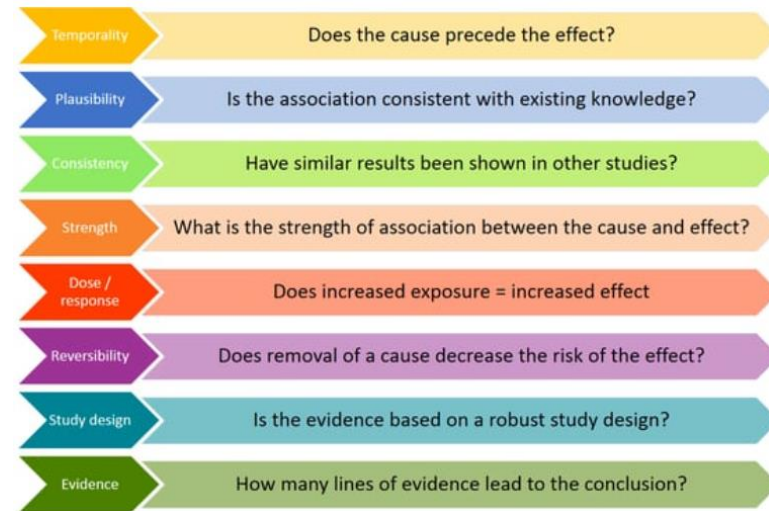 Temporality
Does the cause precede the effect?
Plausibility
Is the association consistent with existing knowledge?
Consistency
Have similar results been shown in other studies?
Strength
What is the strength of association between the cause and effect?
Dose /
response
Does increased exposure = increased effect
Reversibility
Does removal of a cause decrease the risk of the effect?
Study design
Is the evidence based on a robust study design?
Evidence
How many lines of evidence lead to the conclusion?